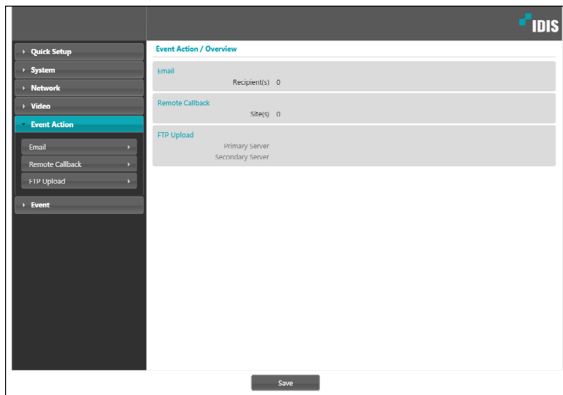 IDIS
Quick Setup
System
Network
Video
Event Action
Email
Remote Callback
FTP Upload
Event
Event Action / Overview
Email
Recipient(s) 0
Remote Callback
Site(s) 0
FTP Upload
Primary Server
Secondary Server
Save